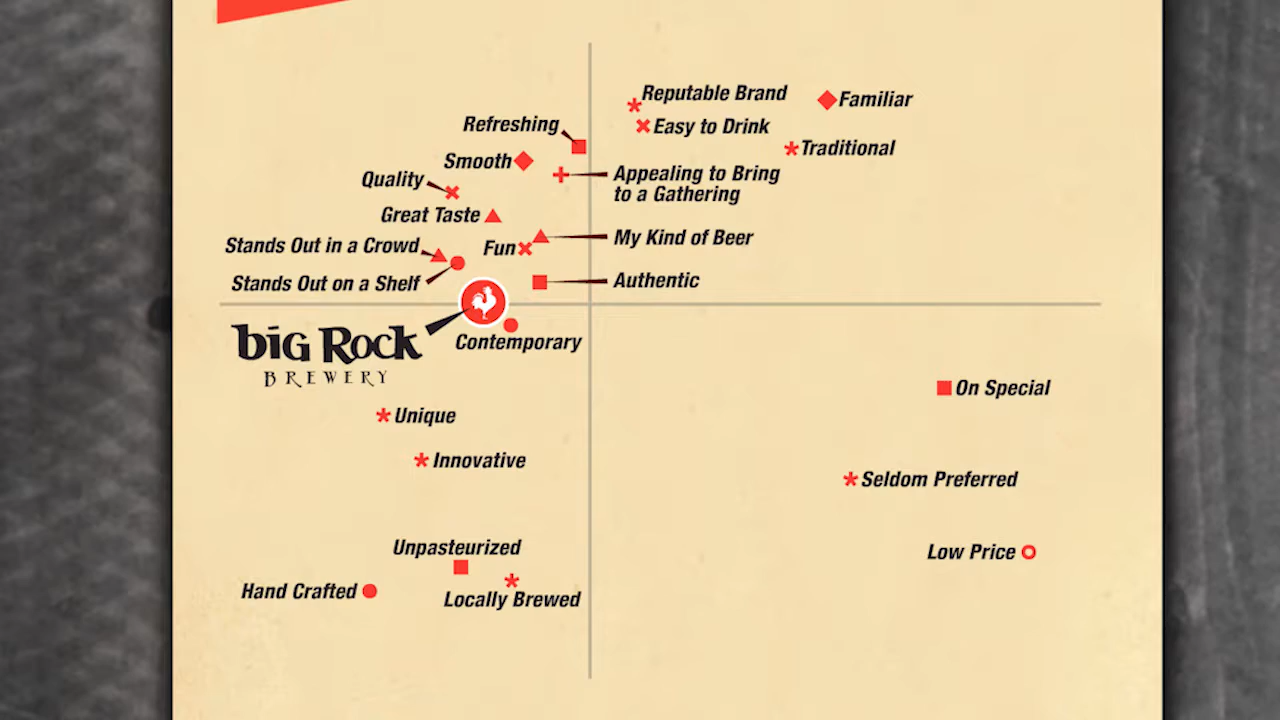 Reputable Brand
Familiar
Refreshing
Easy to Drink
Traditional
Smooth
Appealing to Bring
to a Gathering
Quality
Great Taste
My Kind of Beer
Stands Out in a Crowd
Fun
Stands Out on a Shelf
Authentic
big Rock
BREWERY
Contemporary
On Special
Unique
Innovative
Seldom Preferred
Unpasteurized
Low Price
Hand Crafted
Locally Brewed